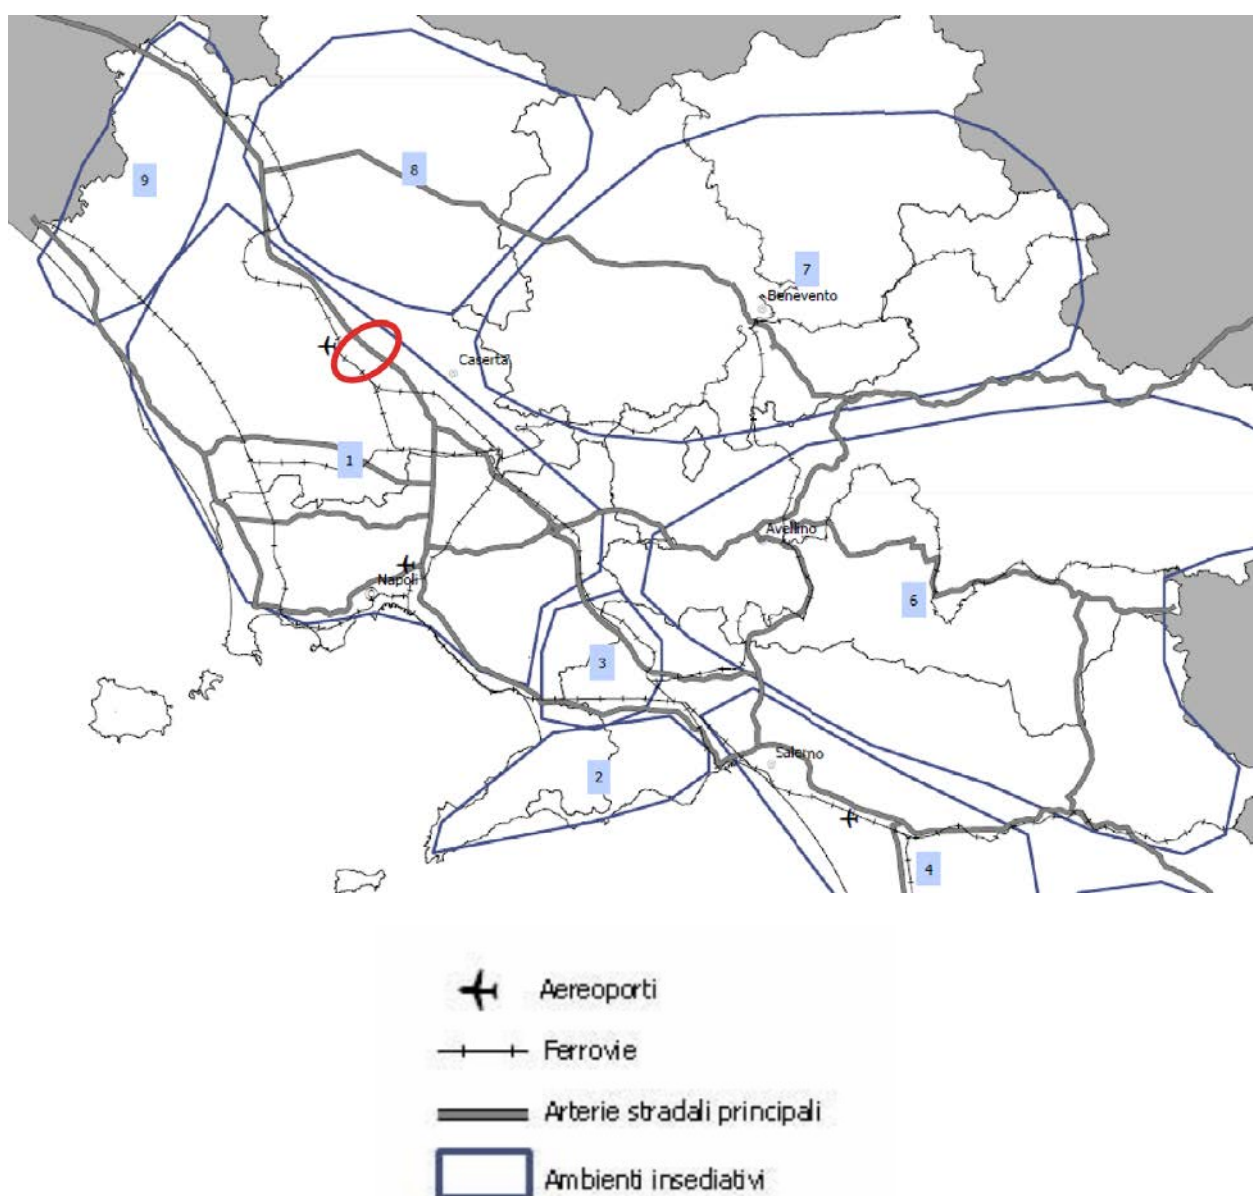 8
9
7
Benevento
Caserta
1
Avellino
Napoli
6
3
Salerno
2
4
Aereoporti
Ferrovie
Arterie stradali principali
Ambienti insediativi